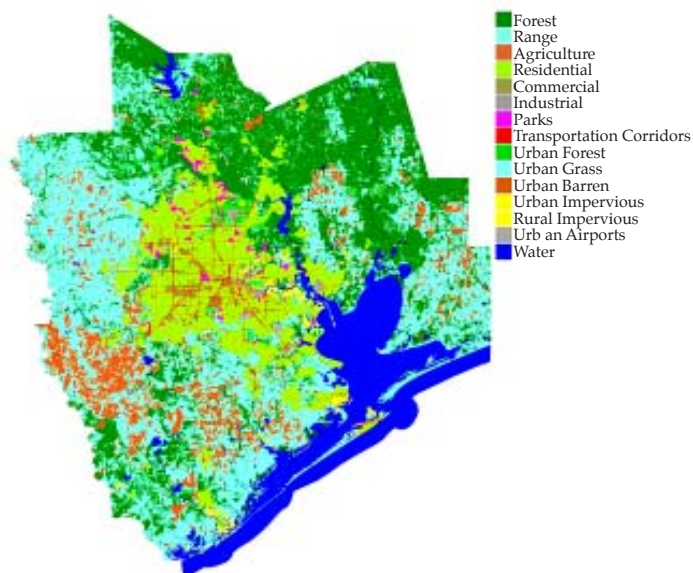 Forest
Range
Agriculture
Residential
Commercial
Industrial
Parks
Transportation Corridors
Urban Forest
Urban Grass
Urban Barren
Urban Impervious
Rural Impervious
Urb an Airports
Water